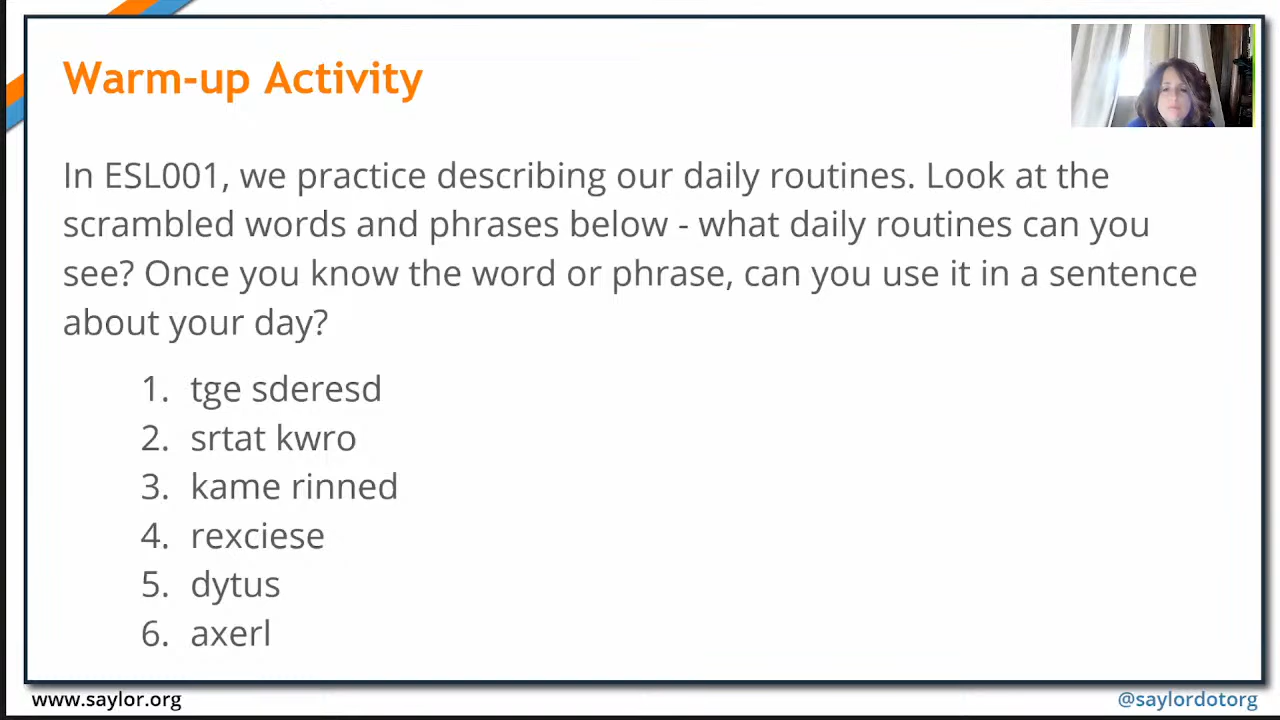 Warm-up Activity
In ESL001, we practice describing our daily routines. Look at the
scrambled words and phrases below - what daily routines can you
see? Once you know the word or phrase, can you use it in a sentence
about your day?
1. tge sderesd
2. srtat kwro
3. kame rinned
4. rexciese
5. dytus
6. axerl
www.saylor.org
@saylordotorg